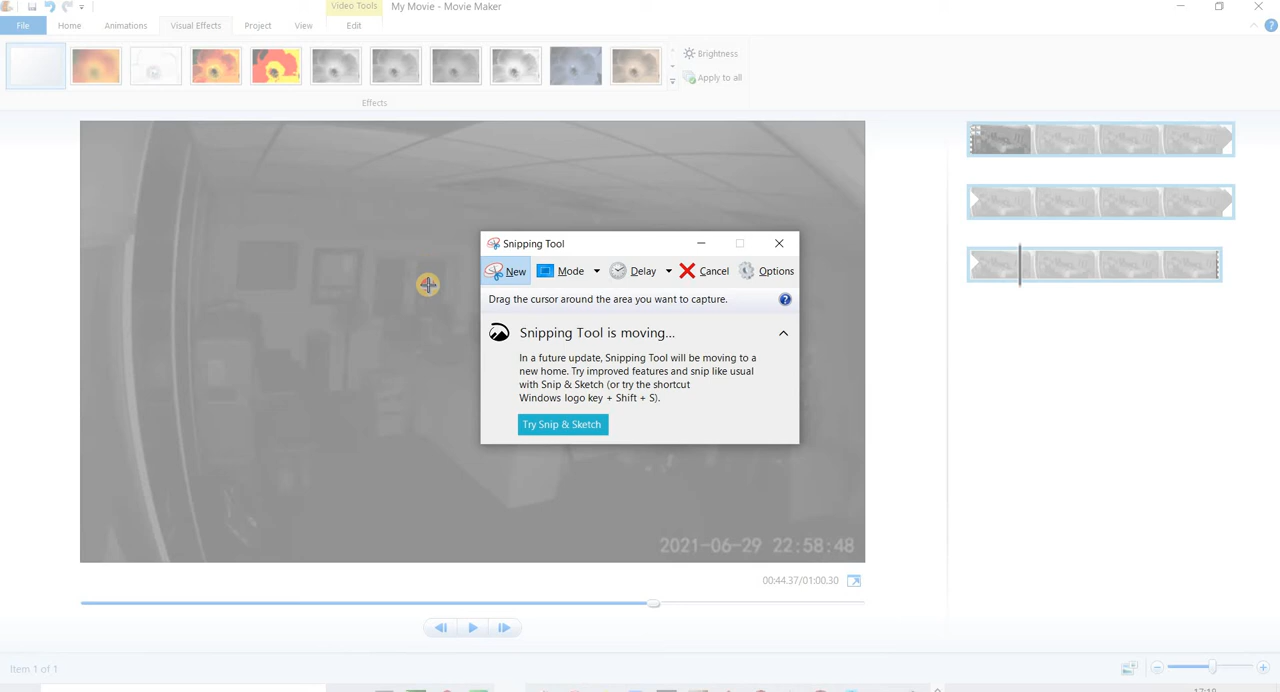 Video Tools
My Movie - Movie Maker
File
Home
Animations
Visual Effects
Project
View
Edit
Brightness
Apply to all
Effects
Snipping Tool
New
Mode
Delay
Cancel
Options
Drag the cursor around the area you want to capture.
Snipping Tool is moving...
In a future update, Snipping Tool will be moving to a
new home. Try improved features and snip like usual
with Snip & Sketch (or try the shortcut
Windows logo key + Shift + S).
Try Snip & Sketch
2021-06-29 22:58:48
00:44.37/01:00.30
Item 1 of 1